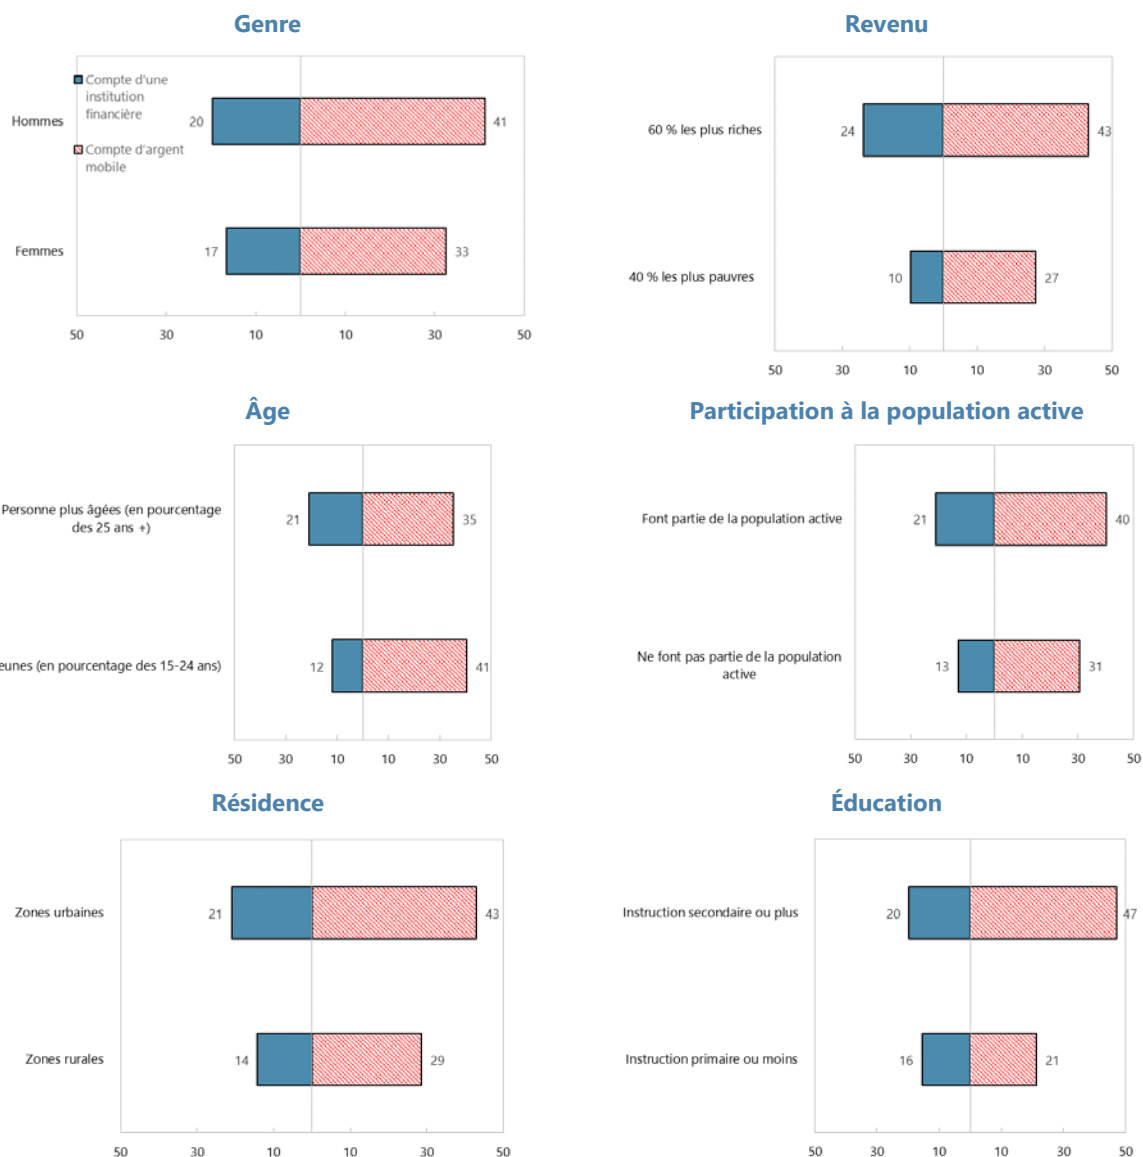 Genre
Compte d'une
institution
financière
Hommes
20
41
Compte d'argent
mobile
Femmes
17
33
50 30 10 10 30 50
Revenu
60 % les plus riches
24
43
40 % les plus pauvres
10
27
50 30 10 10 30 50
Âge
Personne plus âgées (en pourcentage
des 25 ans +)
21
35
eunes (en pourcentage des 15-24 ans)
12
41
50 30 10 10 30 50
Participation à la population active
Font partie de la population active
21
40
Ne font pas partie de la population
active
13
31
50 30 10 10 30 50
Résidence
Zones urbaines
21
43
Zones rurales
14
29
50 30 10 10 30 50
Éducation
Instruction secondaire ou plus
20
47
Instruction primaire ou moins
16
21
50 30 10 10 30 50